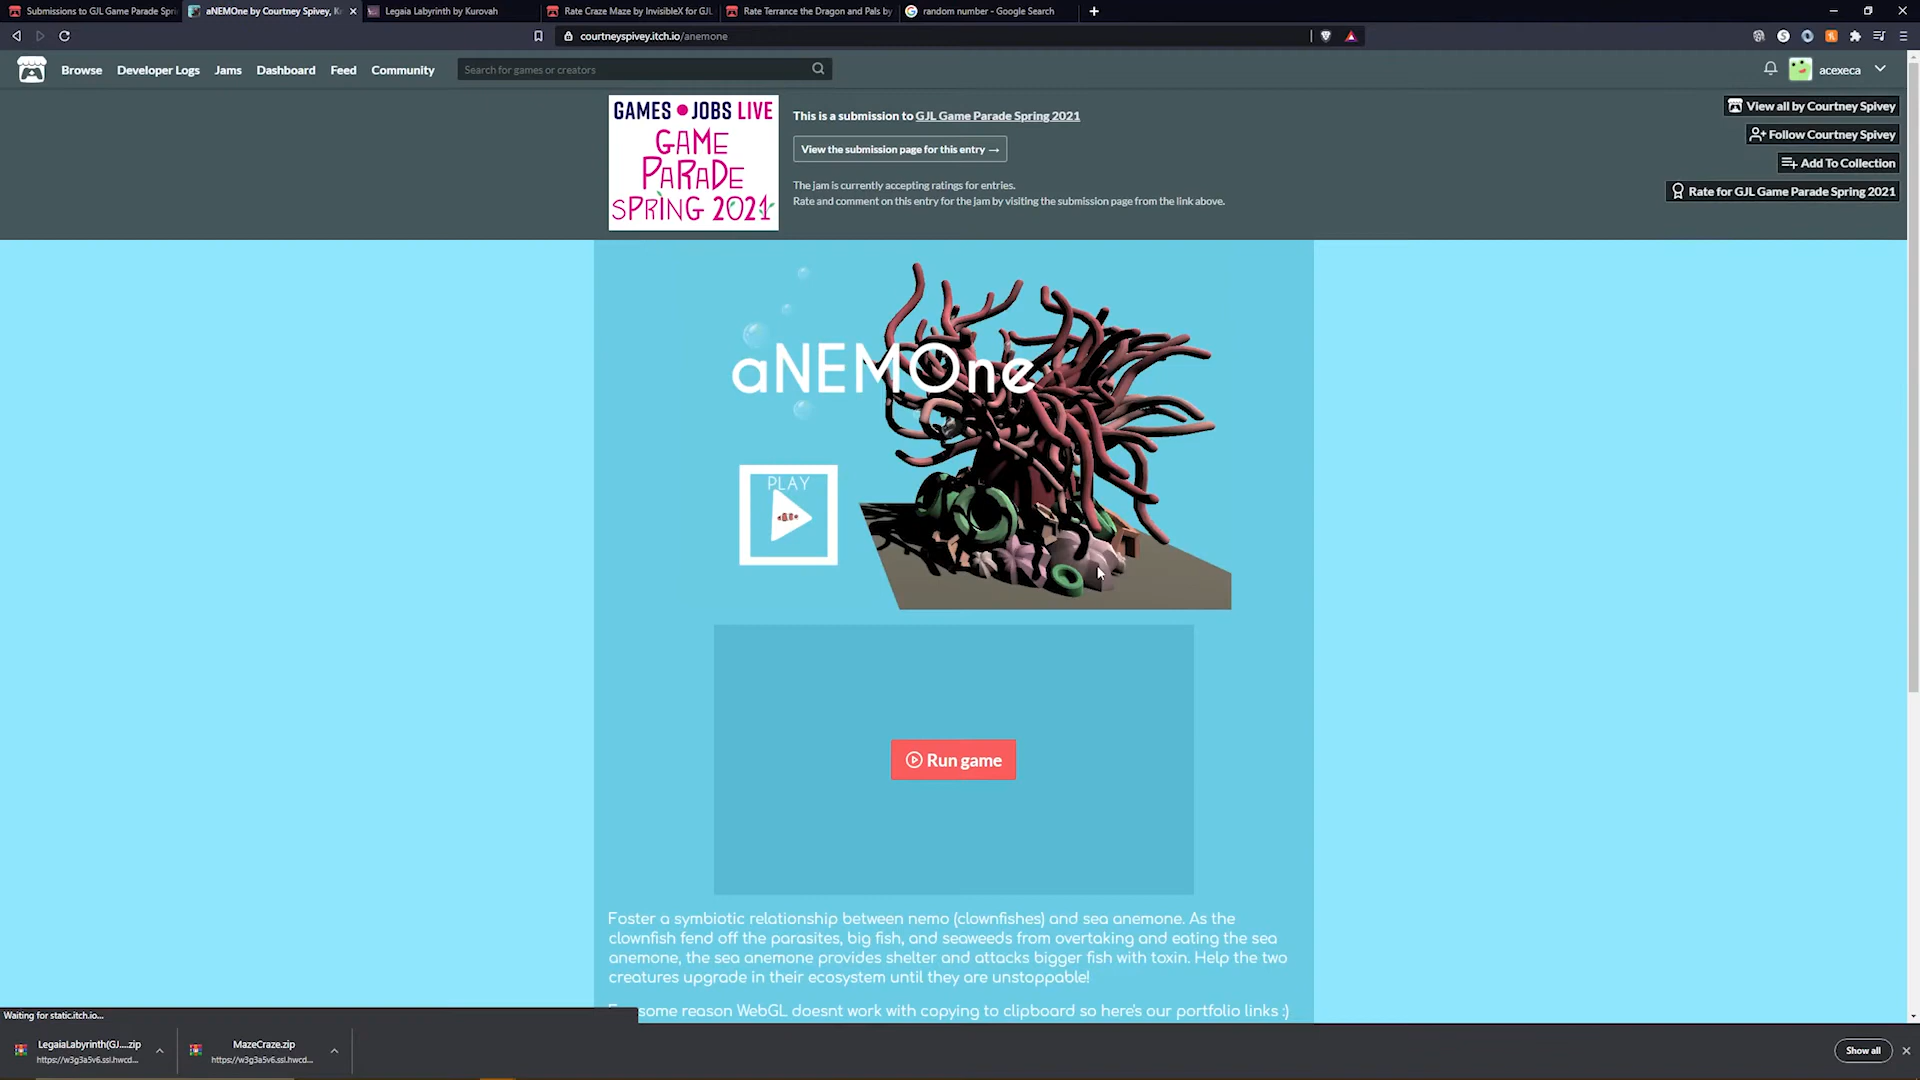 Submissions to GJL Game Parade Spri
aNEMOne by Courtney Spivey, K
Legaia Labyrinth by Kurovah
Rate Craze Maze by InvisibleX for GJL
Rate Terrance the Dragon and Pals by
random number - Google Search
courtneyspivey.itch.io/anemone
Browse
Developer Logs
Jams
Dashboard
Feed
Community
Search for games or creators
acexeca
GAMES • JOBS LIVE
GAME
PARADE
SPRING 2021
This is a submission to GJL Game Parade Spring 2021
View the submission page for this entry →
The jam is currently accepting ratings for entries.
Rate and comment on this entry for the jam by visiting the submission page from the link above.
View all by Courtney Spivey
Follow Courtney Spivey
Add To Collection
Rate for GJL Game Parade Spring 2021
aNEMOne
PLAY
Run game
Foster a symbiotic relationship between nemo (clownfishes) and sea anemone. As the
clownfish fend off the parasites, big fish, and seaweeds from overtaking and eating the sea
anemone, the sea anemone provides shelter and attacks bigger fish with toxin. Help the two
creatures upgrade in their ecosystem until they are unstoppable!
some reason WebGL doesnt work with copying to clipboard so here's our portfolio links :)
Waiting for static.itch.io...
LegaiaLabyrinth(GJ....zip
https://w3g3a5v6.ssl.hwcd...
MazeCraze.zip
https://w3g3a5v6.ssl.hwcd...
Show all